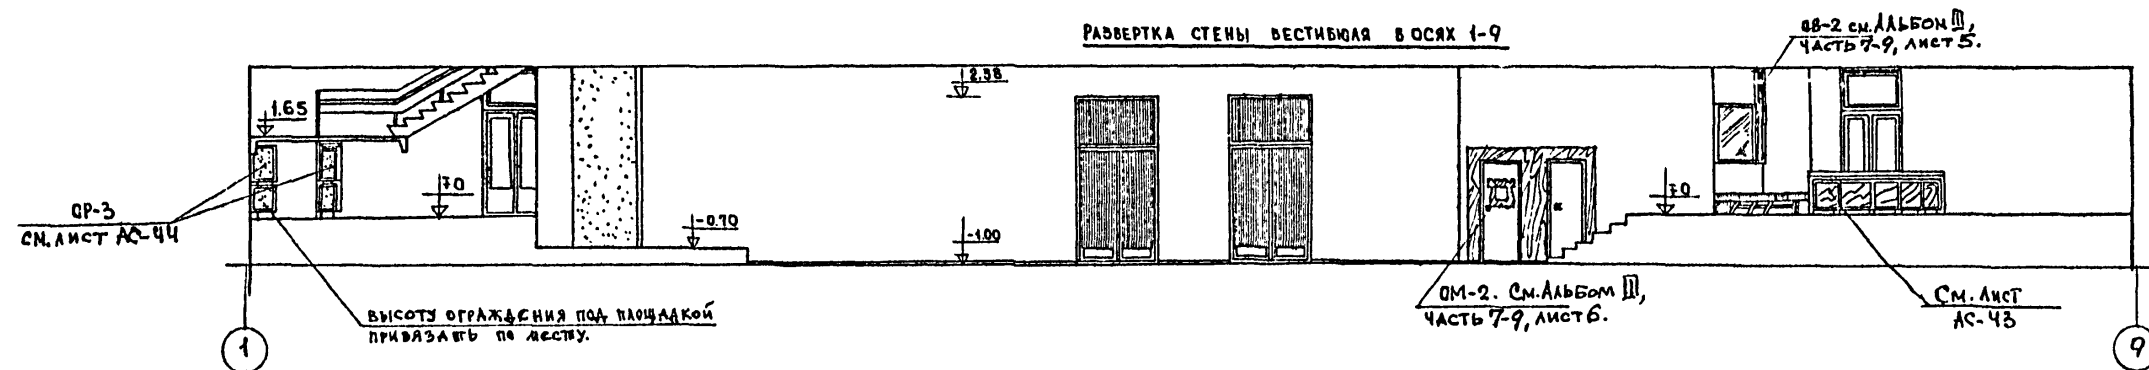 РАЗВЕРТКА СТЕНЫ ВЕСТИБЮЛЯ В ОСЯХ 1-9
ОВ-2 см. АЛЬБОМ III,
ЧАСТЬ 7-9, ЛИСТ 5.
2.38
1.65
70
-0.70
-1.00
70
ОР-3
СМ. ЛИСТ АС-44
ВЫСОТУ ОГРАЖДЕНИЯ ПОД ПЛОЩАДКОЙ
ПРИВЯЗАТЬ ПО МЕСТУ.
ОМ-2. См. АЛЬБОМ III,
ЧАСТЬ 7-9, ЛИСТ 6.
См. ЛИСТ
АС-43
1
9